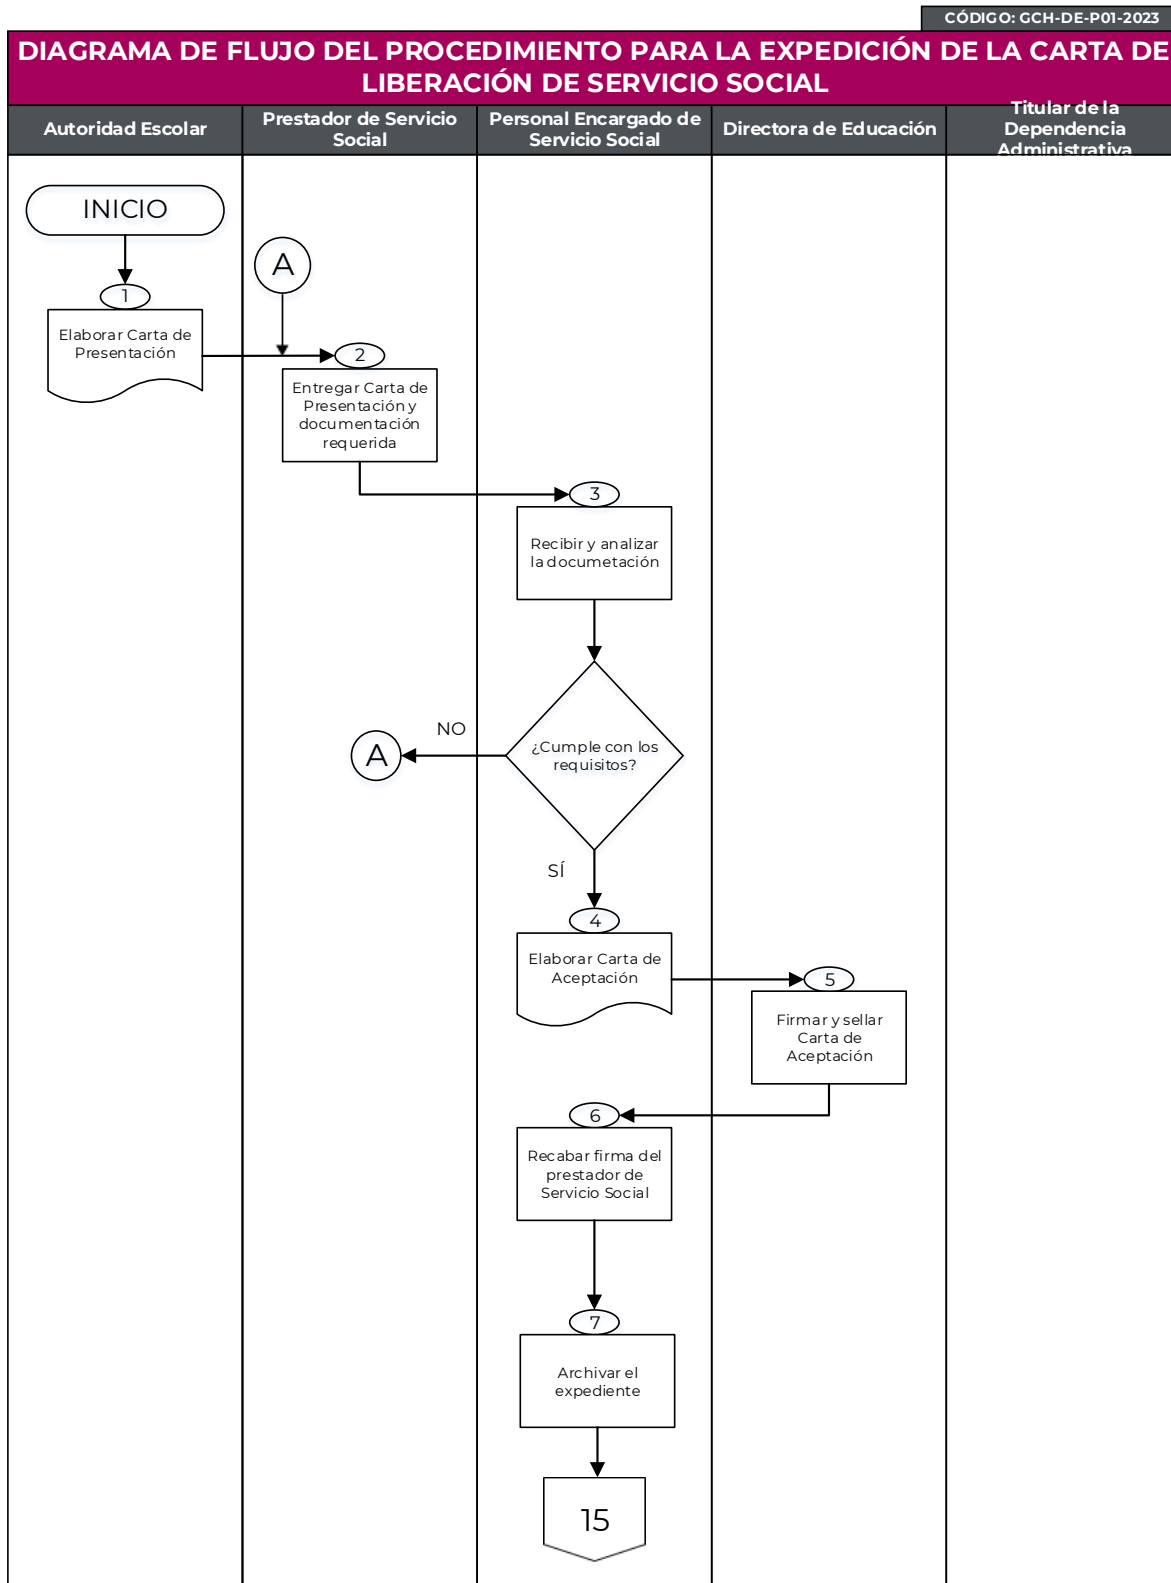 CÓDIGO: GCH-DE-P01-2023
DIAGRAMA DE FLUJO DEL PROCEDIMIENTO PARA LA EXPEDICIÓN DE LA CARTA DE
LIBERACIÓN DE SERVICIO SOCIAL
Autoridad Escolar
Prestador de Servicio
Social
Personal Encargado de
Servicio Social
Directora de Educación
Titular de la
Dependencia
Administrativa
INICIO
A
1
Elaborar Carta de
Presentación
2
Entregar Carta de
Presentación y
documentación
requerida
3
Recibir y analizar
la documetación
¿Cumple con los
requisitos?
NO
A
SÍ
4
Elaborar Carta de
Aceptación
5
Firmar y sellar
Carta de
Aceptación
6
Recabar firma del
prestador de
Servicio Social
7
Archivar el
expediente
15